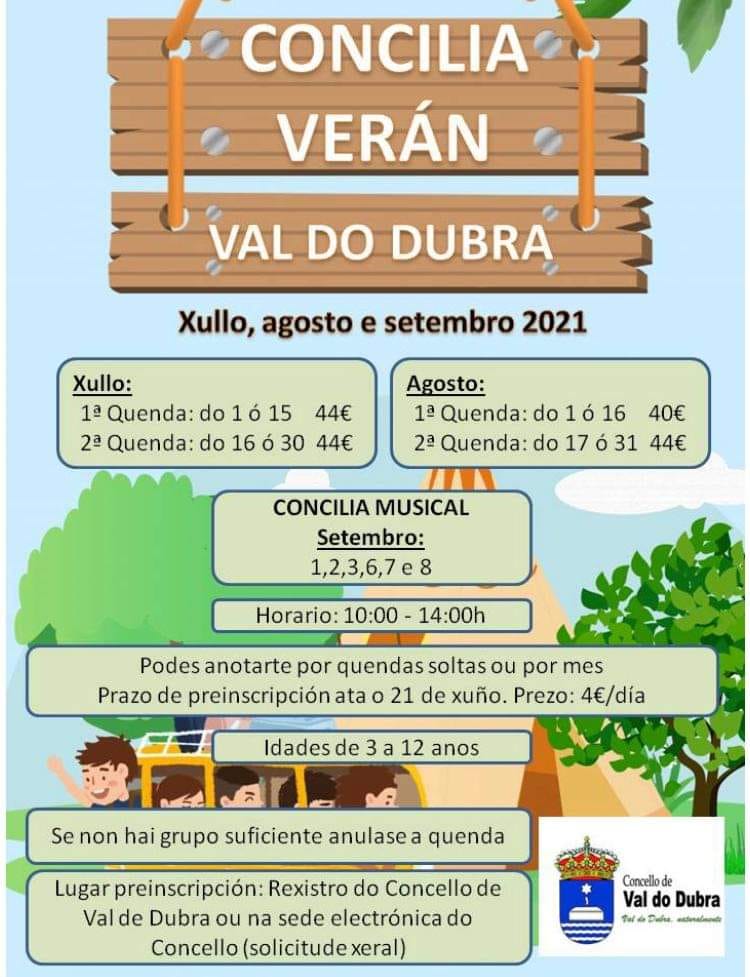 CONCILIA
VERÁN
VAL DO DUBRA
Xullo, agosto e setembro 2021
Xullo:
1ª Quenda: do 1 ó 15 44€
2ª Quenda: do 16 ó 30 44€
Agosto:
1ª Quenda: do 1 ó 16 40€
2ª Quenda: do 17 ó 31 44€
CONCILIA MUSICAL
Setembro:
1,2,3,6,7 e 8
Horario: 10:00 - 14:00h
Podes anotarte por quendas soltas ou por mes
Prazo de preinscripción ata o 21 de xuño. Prezo: 4€/día
Idades de 3 a 12 anos
Se non hai grupo suficiente anulase a quenda
Lugar preinscripción: Rexistro do Concello de
Val de Dubra ou na sede electrónica do
Concello (solicitude xeral)
Concello de
Val do Dubra
Val do Dubra, naturalmente